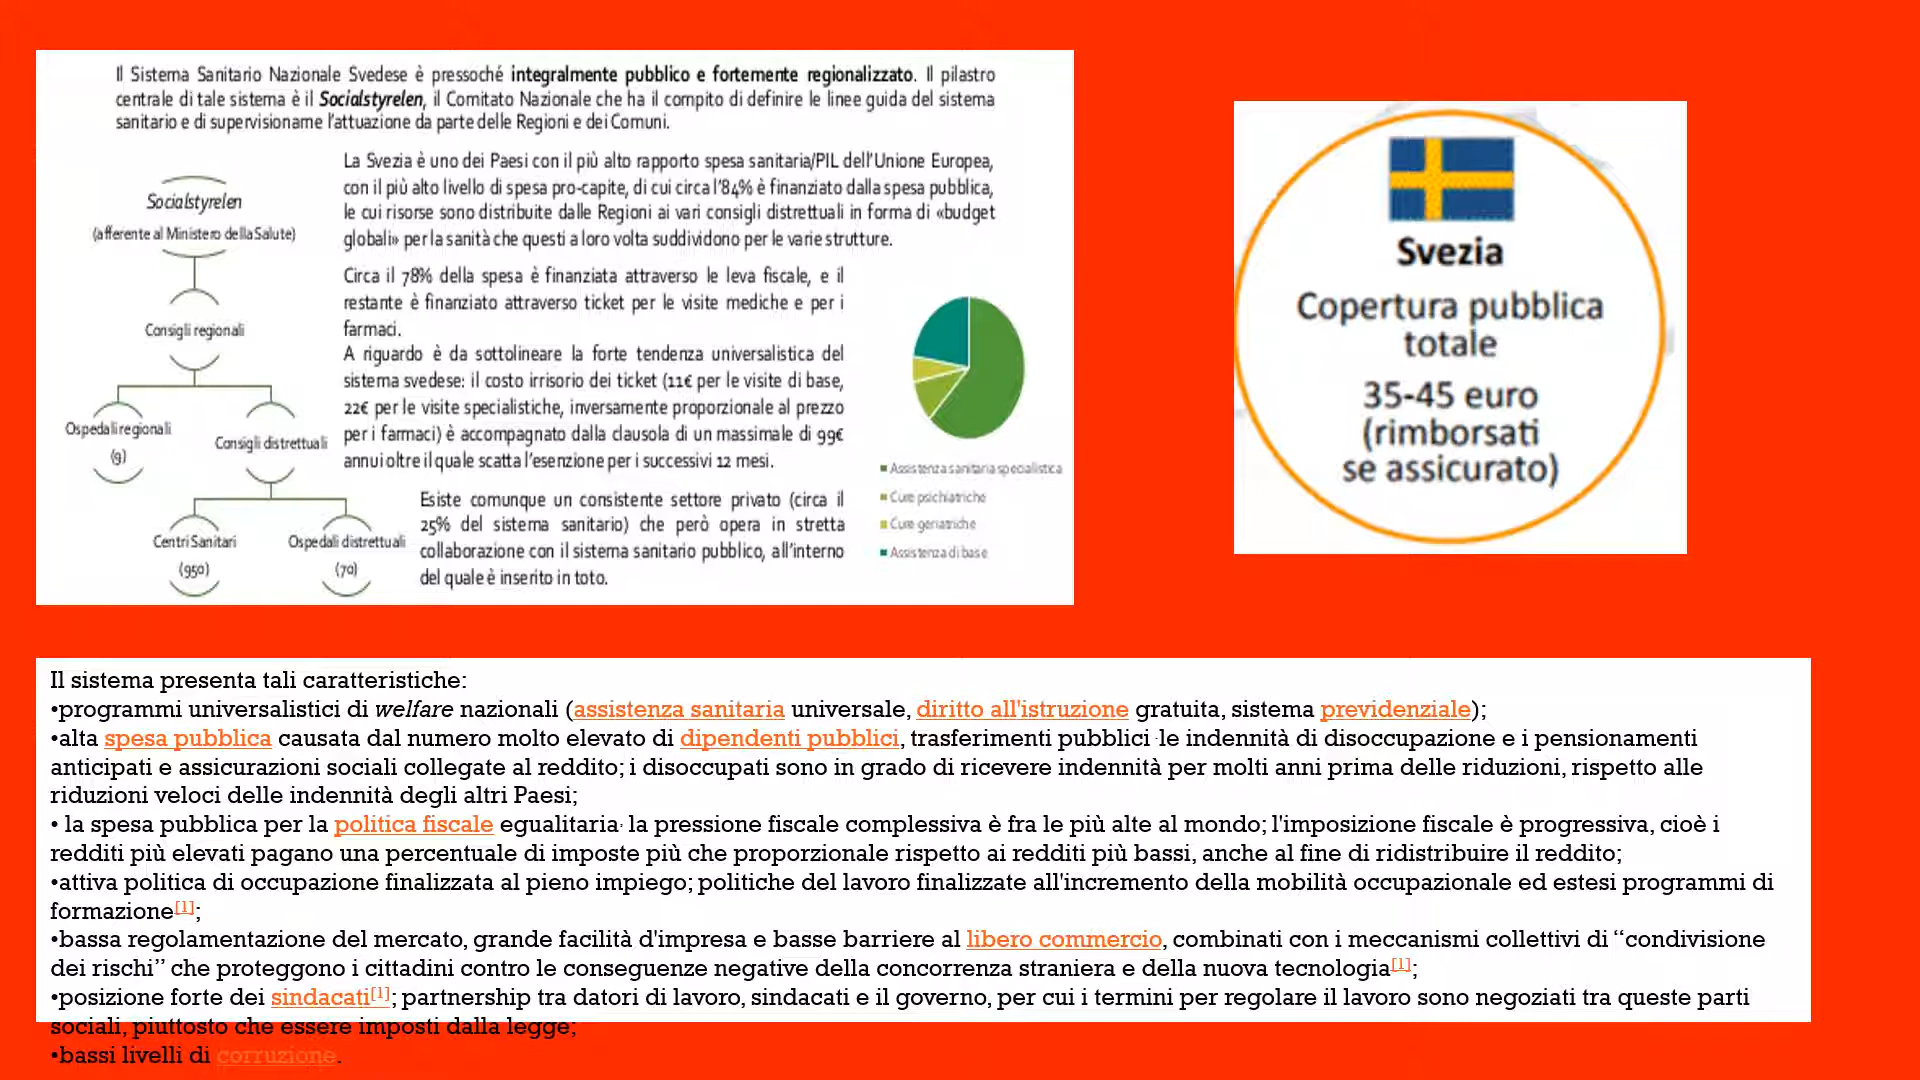 Il Sistema Sanitario Nazionale Svedese è pressoché integralmente pubblico e fortemente regionalizzato. Il pilastro
centrale di tale sistema è il Socialstyrelen, il Comitato Nazionale che ha il compito di definire le linee guida del sistema
sanitario e di supervisioname l'attuazione da parte delle Regioni e dei Comuni.
Socialstyrelen
(afferente al Ministero della Salute)
Consigli regionali
Ospedali regionali
(9)
Consigli distrettuali
Centri Sanitari
(950)
Ospedali distrettuali
(70)
La Svezia è uno dei Paesi con il più alto rapporto spesa sanitaria/PIL dell'Unione Europea,
con il più alto livello di spesa pro-capite, di cui circa l'84% è finanziato dalla spesa pubblica,
le cui risorse sono distribuite dalle Regioni ai vari consigli distrettuali in forma di «budget
globali» per la sanità che questi a loro volta suddividono per le varie strutture.
Circa il 78% della spesa è finanziata attraverso le leva fiscale, e il
restante è finanziato attraverso ticket per le visite mediche e per i
farmaci.
A riguardo è da sottolineare la forte tendenza universalistica del
sistema svedese: il costo irrisorio dei ticket (11€ per le visite di base,
22€ per le visite specialistiche, inversamente proporzionale al prezzo
per i farmaci) è accompagnato dalla clausola di un massimale di 99€
annui oltre il quale scatta l'esenzione per i successivi 12 mesi.
Esiste comunque un consistente settore privato (circa il
25% del sistema sanitario) che però opera in stretta
collaborazione con il sistema sanitario pubblico, all'interno
del quale è inserito in toto.
Assistenza sanitaria specialistica
Cure psichiatriche
Cure geriatriche
Assistenza di base
Svezia
Copertura pubblica
totale
35-45 euro
(rimborsati
se assicurato)
Il sistema presenta tali caratteristiche:
•programmi universalistici di welfare nazionali (assistenza sanitaria universale, diritto all'istruzione gratuita, sistema previdenziale);
•alta spesa pubblica causata dal numero molto elevato di dipendenti pubblici, trasferimenti pubblici le indennità di disoccupazione e i pensionamenti
anticipati e assicurazioni sociali collegate al reddito; i disoccupati sono in grado di ricevere indennità per molti anni prima delle riduzioni, rispetto alle
riduzioni veloci delle indennità degli altri Paesi;
• la spesa pubblica per la politica fiscale egualitaria, la pressione fiscale complessiva è fra le più alte al mondo; l'imposizione fiscale è progressiva, cioè i
redditi più elevati pagano una percentuale di imposte più che proporzionale rispetto ai redditi più bassi, anche al fine di ridistribuire il reddito;
•attiva politica di occupazione finalizzata al pieno impiego; politiche del lavoro finalizzate all'incremento della mobilità occupazionale ed estesi programmi di
formazione[1];
•bassa regolamentazione del mercato, grande facilità d'impresa e basse barriere al libero commercio, combinati con i meccanismi collettivi di “condivisione
dei rischi” che proteggono i cittadini contro le conseguenze negative della concorrenza straniera e della nuova tecnologia[1];
•posizione forte dei sindacati[1]; partnership tra datori di lavoro, sindacati e il governo, per cui i termini per regolare il lavoro sono negoziati tra queste parti
sociali, piuttosto che essere imposti dalla legge;
•bassi livelli di corruzione.